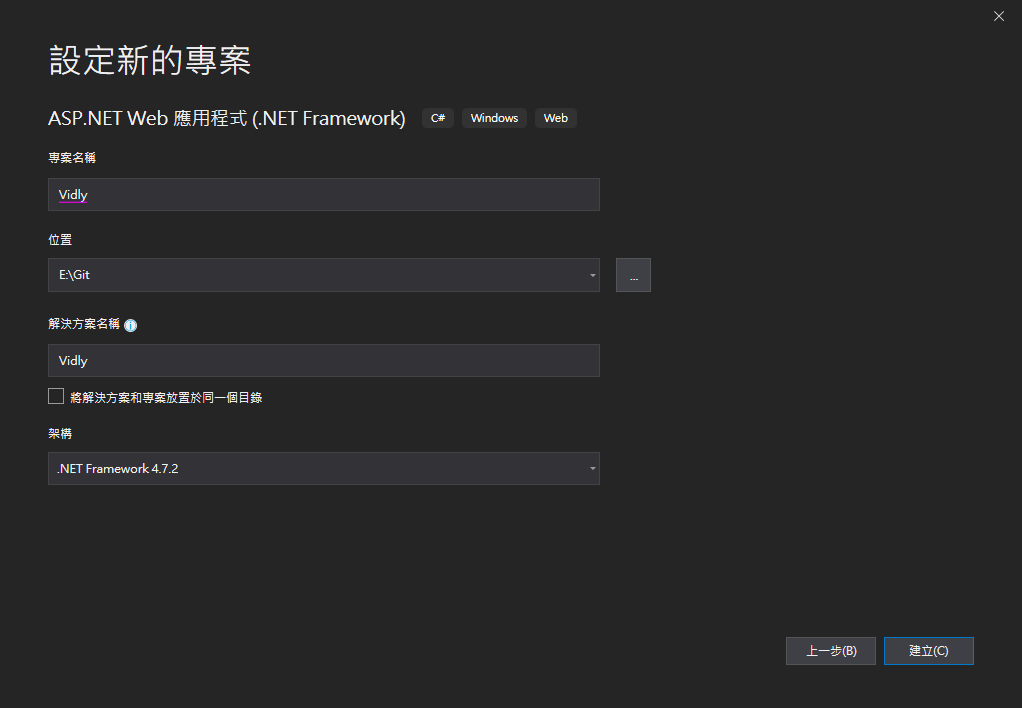 設定新的專案
ASP.NET Web 應用程式 (.NET Framework) C# Windows Web
專案名稱
Vidly
位置
E:\Git
...
解決方案名稱
Vidly
將解決方案和專案放置於同一個目錄
架構
.NET Framework 4.7.2
上一步(B) 建立(C)